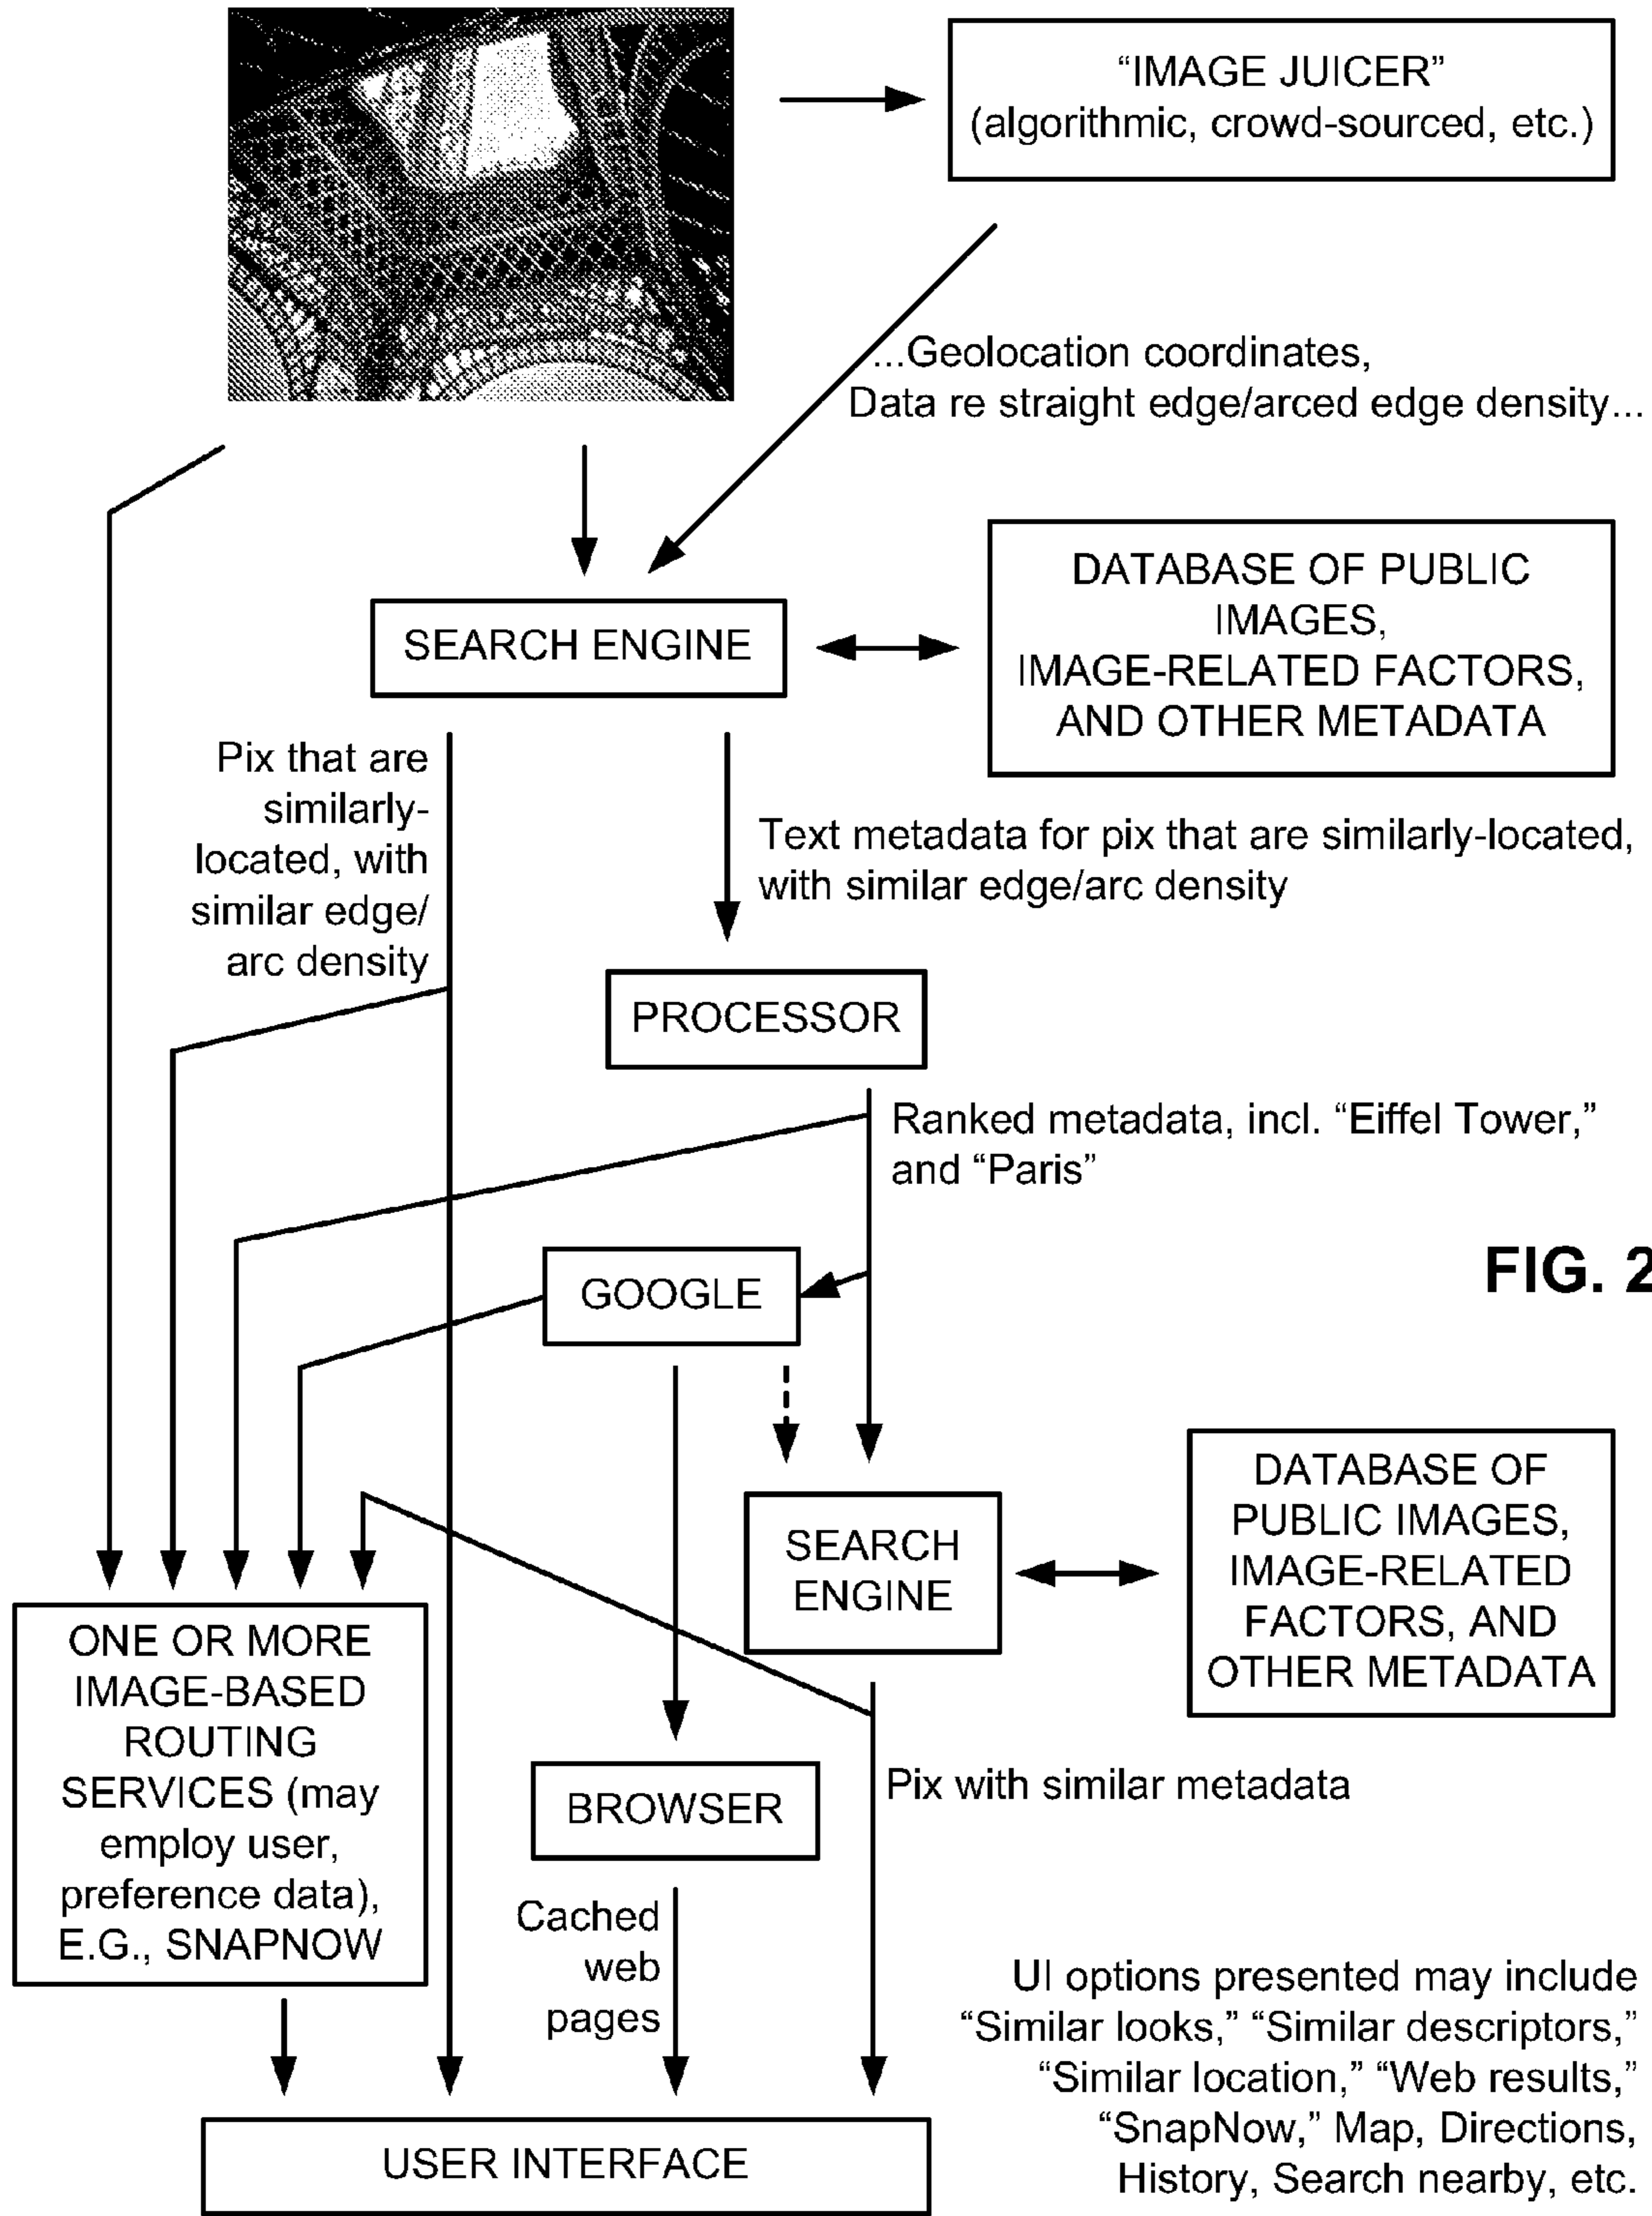 “IMAGE JUICER”
(algorithmic, crowd-sourced, etc.)
...Geolocation coordinates,
Data re straight edge/arced edge density...
SEARCH ENGINE
DATABASE OF PUBLIC
IMAGES,
IMAGE-RELATED FACTORS,
AND OTHER METADATA
Pix that are
similarly-
located, with
similar edge/
arc density
Text metadata for pix that are similarly-located,
with similar edge/arc density
PROCESSOR
Ranked metadata, incl. “Eiffel Tower,”
and “Paris”
FIG. 2
GOOGLE
SEARCH
ENGINE
DATABASE OF
PUBLIC IMAGES,
IMAGE-RELATED
FACTORS, AND
OTHER METADATA
ONE OR MORE
IMAGE-BASED
ROUTING
SERVICES (may
employ user,
preference data),
E.G., SNAPNOW
BROWSER
Pix with similar metadata
Cached
web
pages
UI options presented may include
“Similar looks,” “Similar descriptors,”
“Similar location,” “Web results,”
“SnapNow,” Map, Directions,
History, Search nearby, etc.
USER INTERFACE